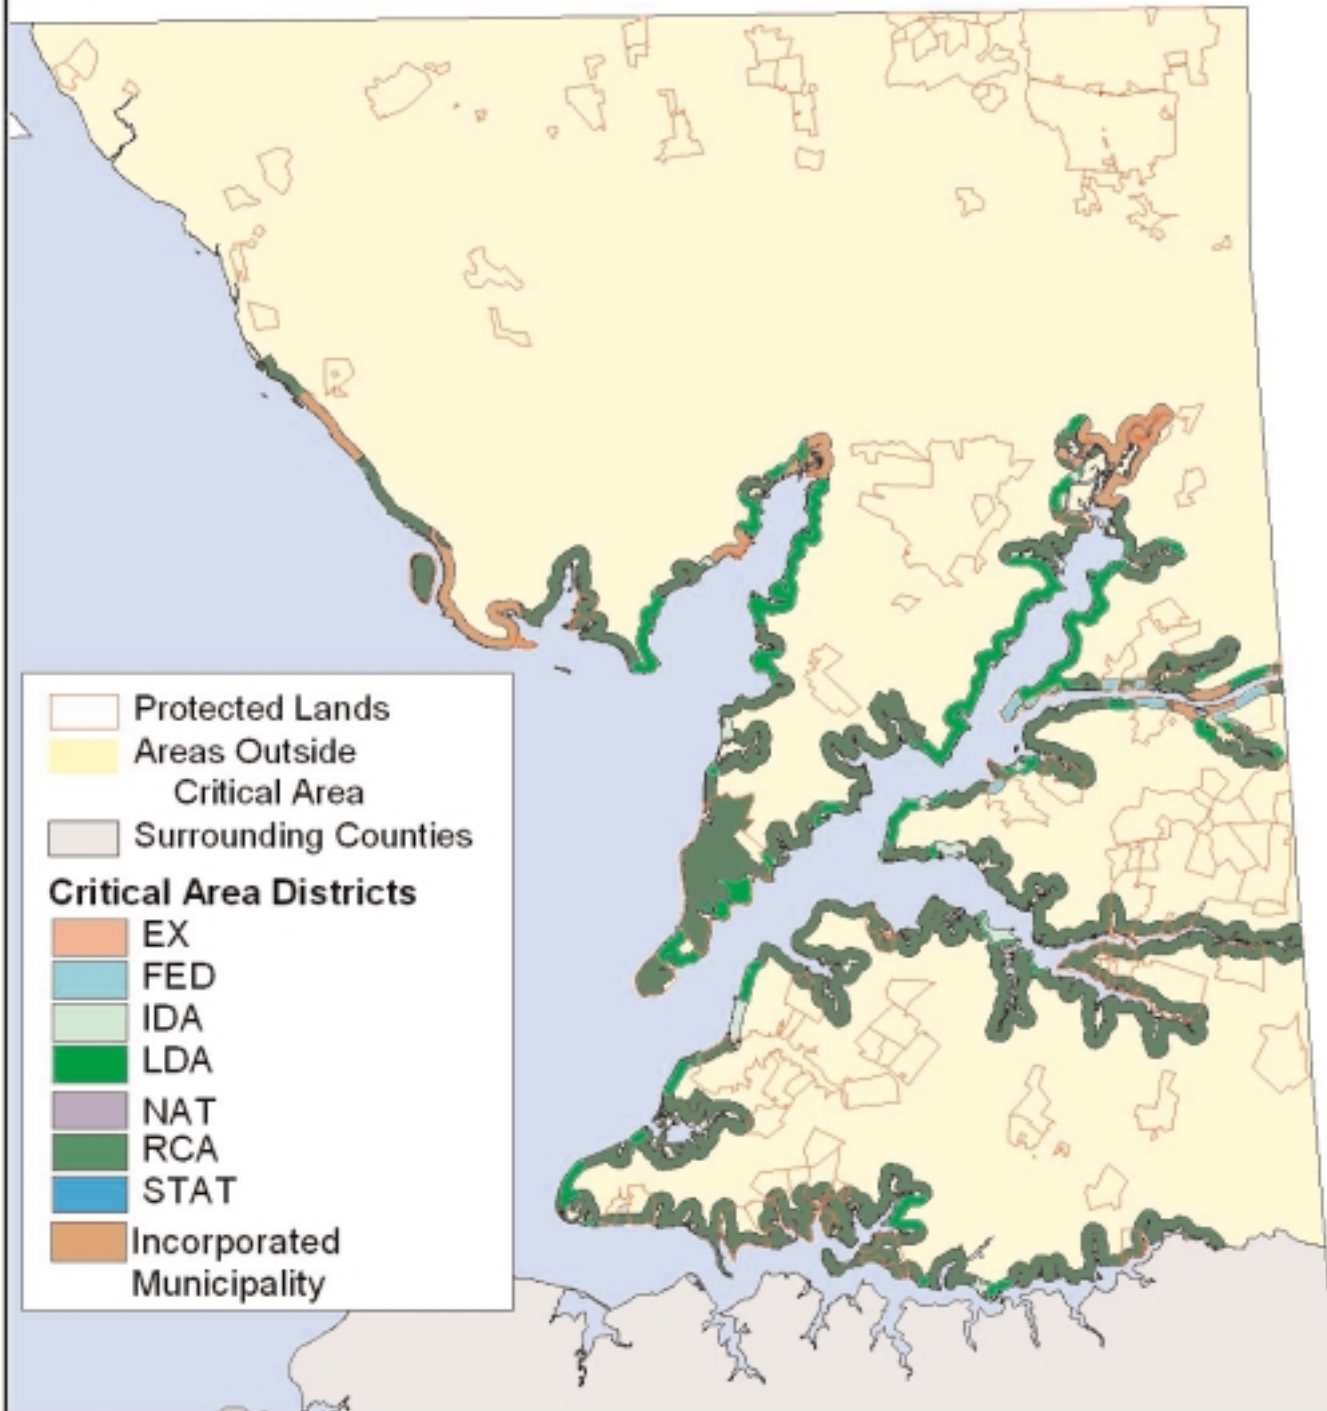 Protected Lands
Areas Outside
Critical Area
Surrounding Counties
Critical Area Districts
EX
FED
IDA
LDA
NAT
RCA
STAT
Incorporated
Municipality